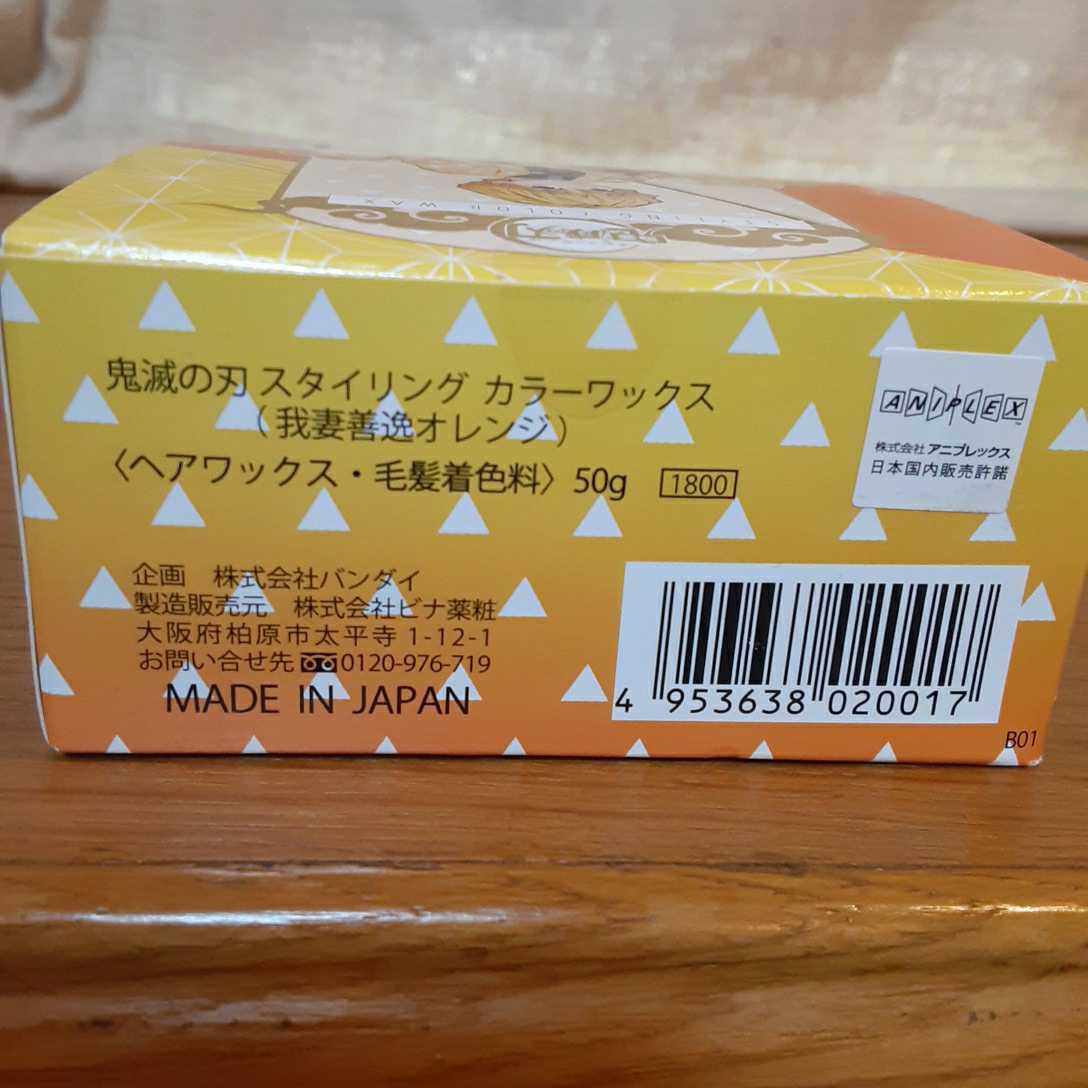 STYLING COLOR WAX
鬼滅の刃 スタイリング カラーワックス
（我妻善逸オレンジ）
〈ヘアワックス・毛髪着色料〉50g 1800
ANIPLEX™
株式会社 アニプレックス
日本国内販売許諾
企画 株式会社バンダイ
製造販売元 株式会社ビナ薬粧
大阪府柏原市太平寺 1-12-1
お問い合せ先 0120-976-719
MADE IN JAPAN
4 953638 020017
B01